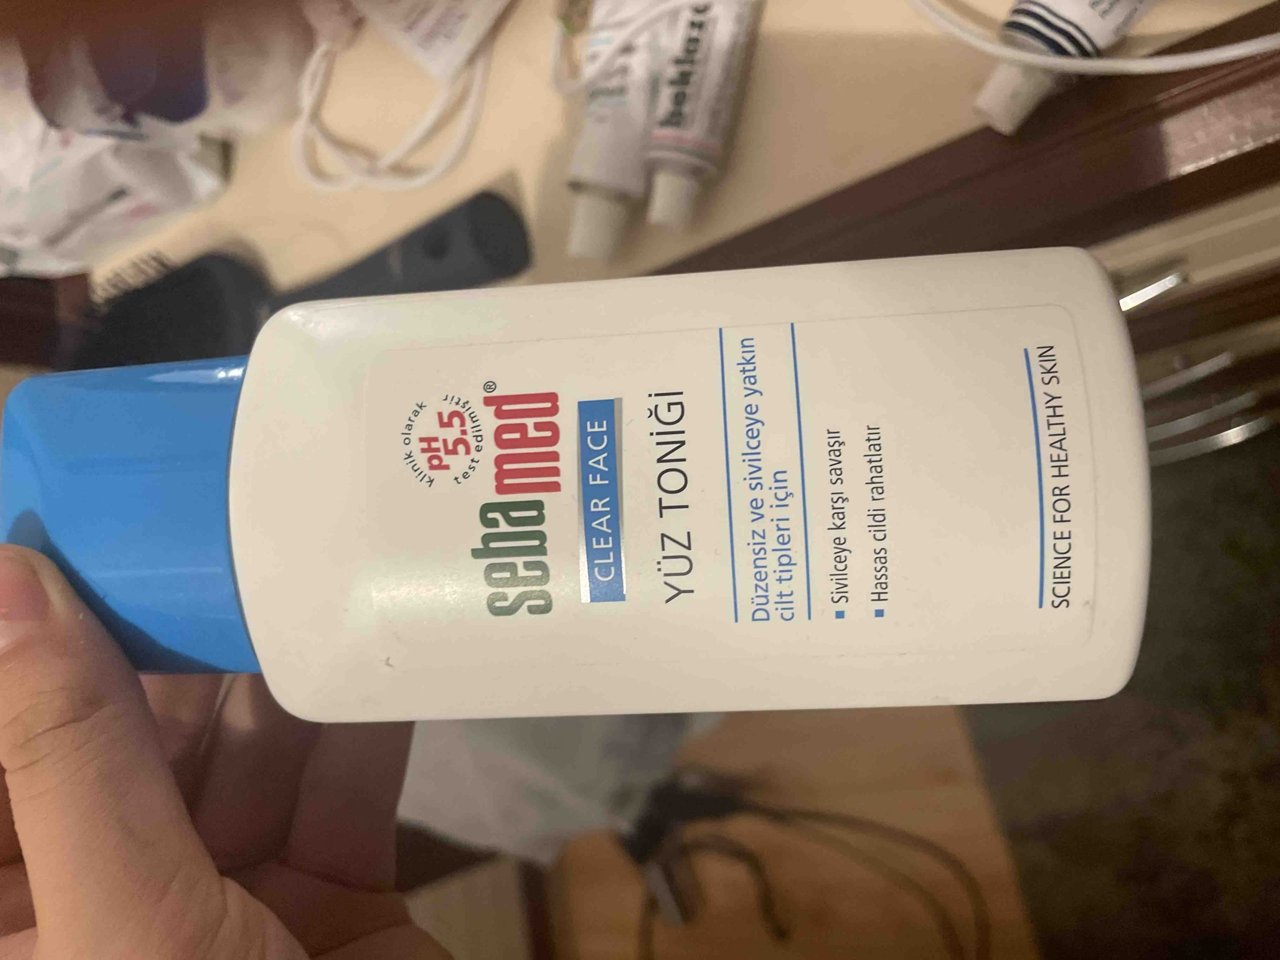 klinik olarak
pH
5.5
test edilmiştir
sebamed®
CLEAR FACE
YÜZ TONİĞİ
Düzensiz ve sivilceye yatkın
cilt tipleri için
▪ Sivilceye karşı savaşır
▪ Hassas cildi rahatlatır
SCIENCE FOR HEALTHY SKIN